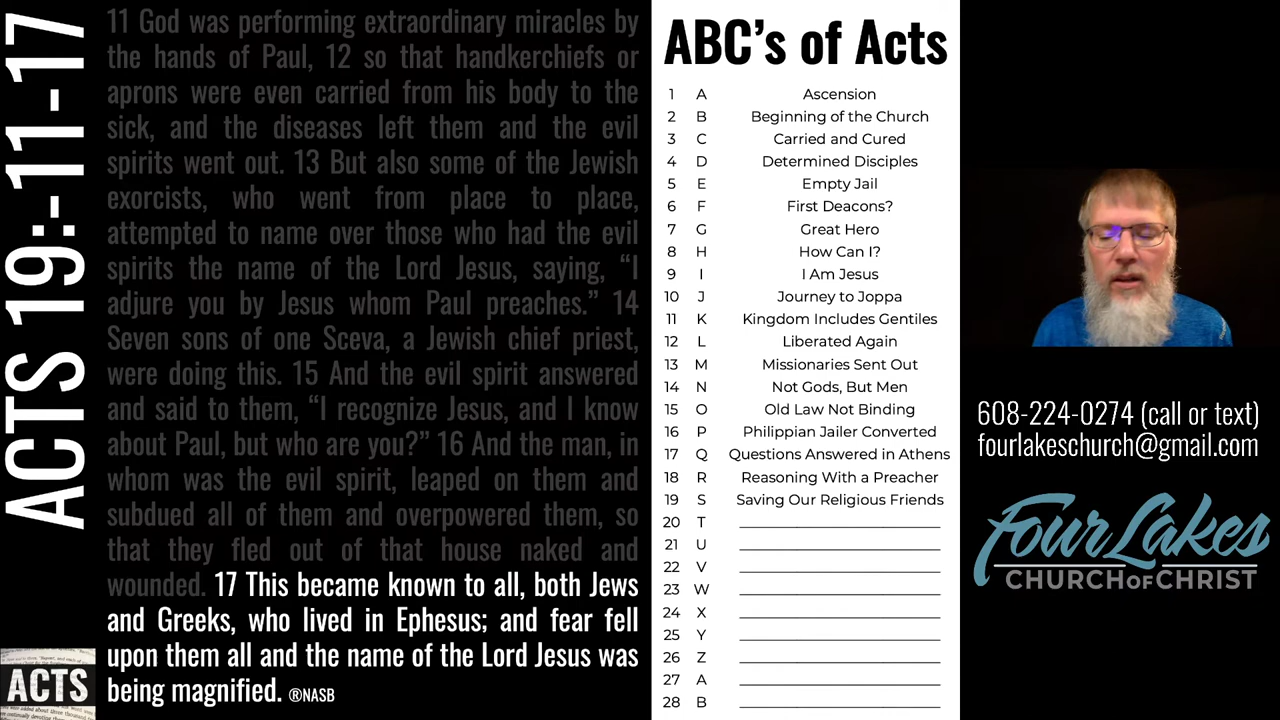 ACTS 19:-11-17
11 God was performing extraordinary miracles by
the hands of Paul, 12 so that handkerchiefs or
aprons were even carried from his body to the
sick, and the diseases left them and the evil
spirits went out. 13 But also some of the Jewish
exorcists, who went from place to place,
attempted to name over those who had the evil
spirits the name of the Lord Jesus, saying, “I
adjure you by Jesus whom Paul preaches.” 14
Seven sons of one Sceva, a Jewish chief priest,
were doing this. 15 And the evil spirit answered
and said to them, “I recognize Jesus, and I know
about Paul, but who are you?” 16 And the man, in
whom was the evil spirit, leaped on them and
subdued all of them and overpowered them, so
that they fled out of that house naked and
wounded. 17 This became known to all, both Jews
and Greeks, who lived in Ephesus; and fear fell
upon them all and the name of the Lord Jesus was
being magnified. ®NASB
ACTS
ABC’s of Acts
1 A Ascension
2 B Beginning of the Church
3 C Carried and Cured
4 D Determined Disciples
5 E Empty Jail
6 F First Deacons?
7 G Great Hero
8 H How Can I?
9 I I Am Jesus
10 J Journey to Joppa
11 K Kingdom Includes Gentiles
12 L Liberated Again
13 M Missionaries Sent Out
14 N Not Gods, But Men
15 O Old Law Not Binding
16 P Philippian Jailer Converted
17 Q Questions Answered in Athens
18 R Reasoning With a Preacher
19 S Saving Our Religious Friends
20 T
21 U
22 V
23 W
24 X
25 Y
26 Z
27 A
28 B
608-224-0274 (call or text)
fourlakeschurch@gmail.com
Four Lakes
CHURCH OF CHRIST